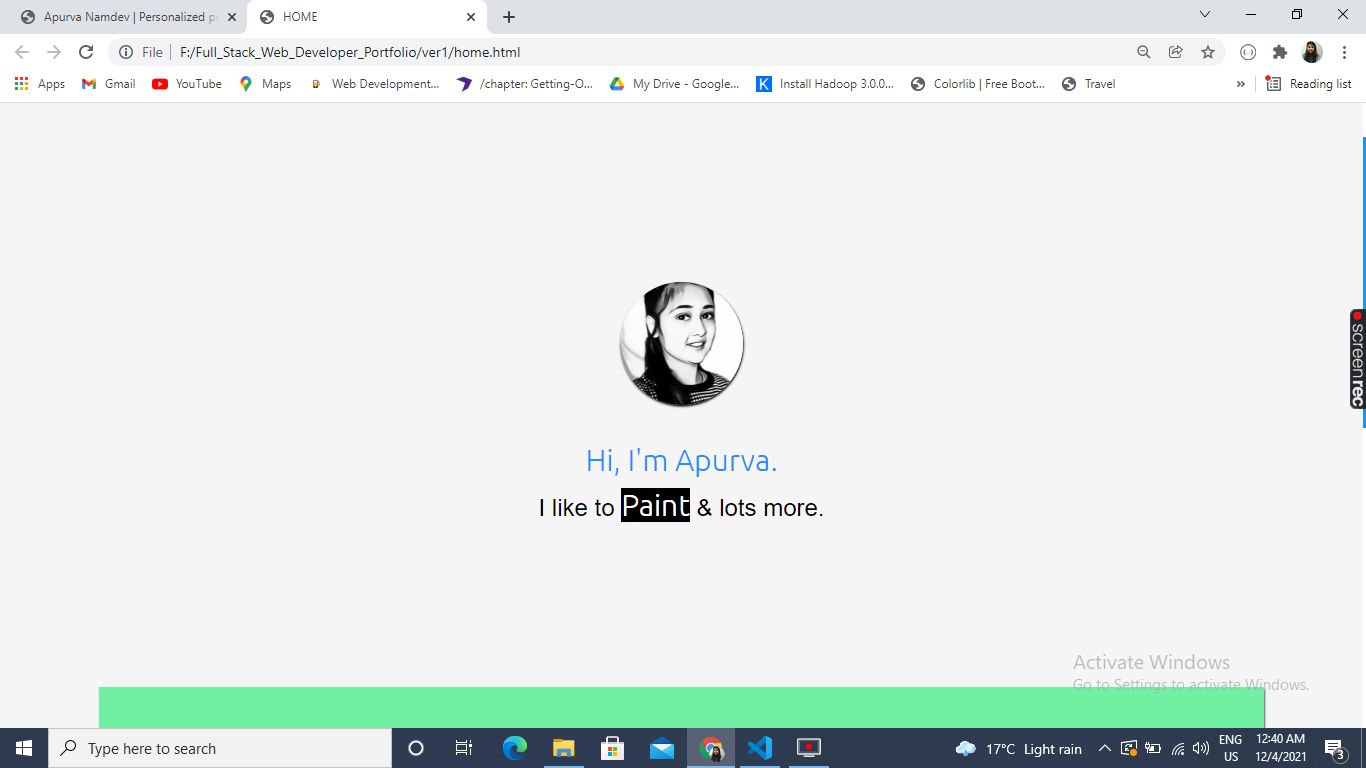 Apurva Namdev | Personalized po
HOME
File F:/Full_Stack_Web_Developer_Portfolio/ver1/home.html
Apps Gmail YouTube Maps Web Development... /chapter: Getting-O... My Drive - Google... Install Hadoop 3.0.0... Colorlib | Free Boot... Travel » Reading list
screenrec
Hi, I'm Apurva.
I like to Paint & lots more.
Activate Windows
Go to Settings to activate Windows.
Type here to search
17°C Light rain
ENG
US
12:40 AM
12/4/2021
3